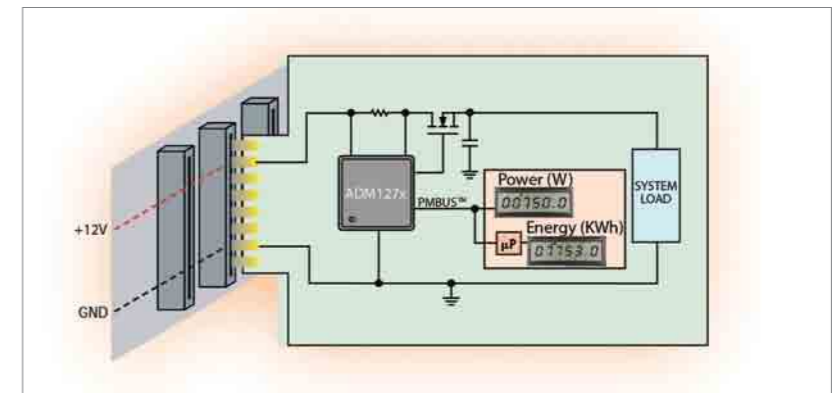 +12V
GND
ADM127x
PMBUS™
Power (W)
00750.0
Energy (KWh)
µP
07753.0
SYSTEM
LOAD